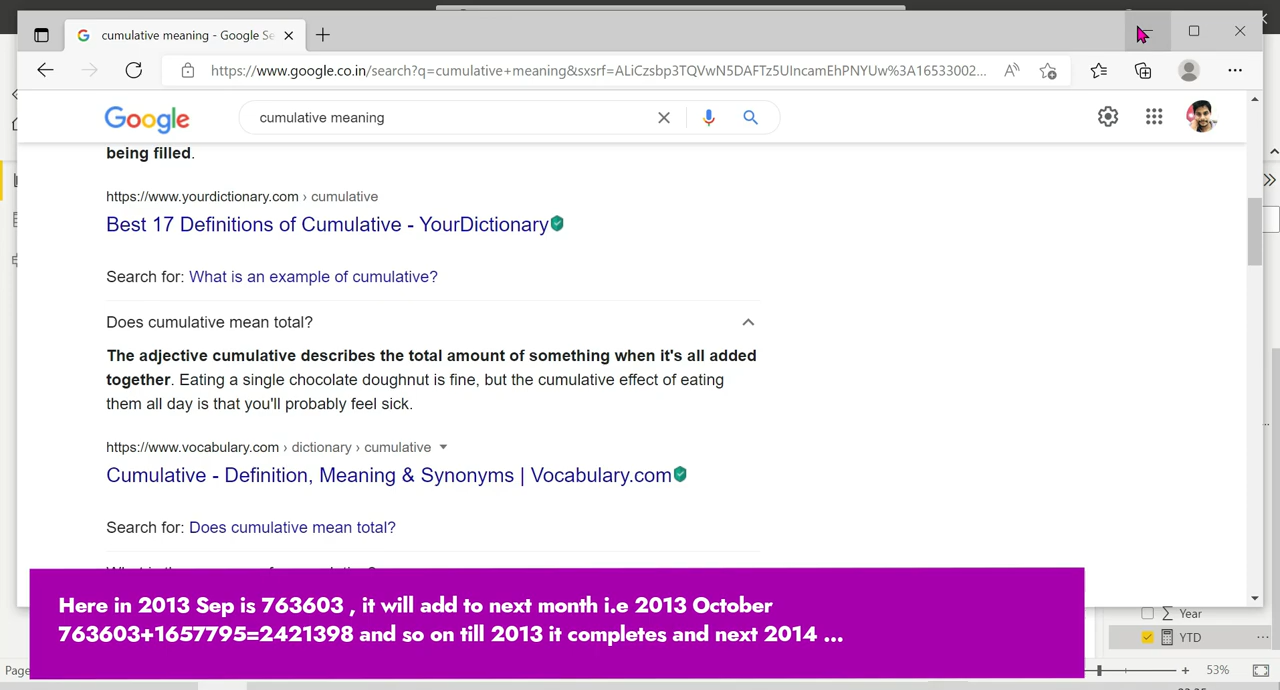 cumulative meaning - Google Se
https://www.google.co.in/search?q=cumulative+meaning&sxsrf=ALiCzsbp3TQVwN5DAFTz5UIncamEhPNYUw%3A16533002...
Google
cumulative meaning
being filled.
https://www.yourdictionary.com › cumulative
Best 17 Definitions of Cumulative - YourDictionary
Search for: What is an example of cumulative?
Does cumulative mean total?
The adjective cumulative describes the total amount of something when it's all added
together. Eating a single chocolate doughnut is fine, but the cumulative effect of eating
them all day is that you'll probably feel sick.
https://www.vocabulary.com › dictionary › cumulative
Cumulative - Definition, Meaning & Synonyms | Vocabulary.com
Search for: Does cumulative mean total?
Here in 2013 Sep is 763603 , it will add to next month i.e 2013 October
763603+1657795=2421398 and so on till 2013 it completes and next 2014 ...
Year
YTD
Page
53%